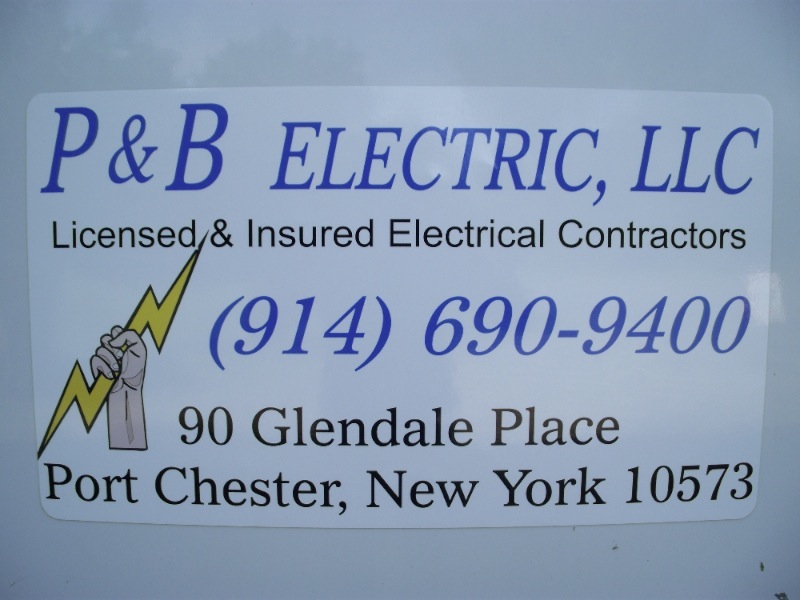 P & B ELECTRIC, LLC
Licensed & Insured Electrical Contractors
(914) 690-9400
90 Glendale Place
Port Chester, New York 10573